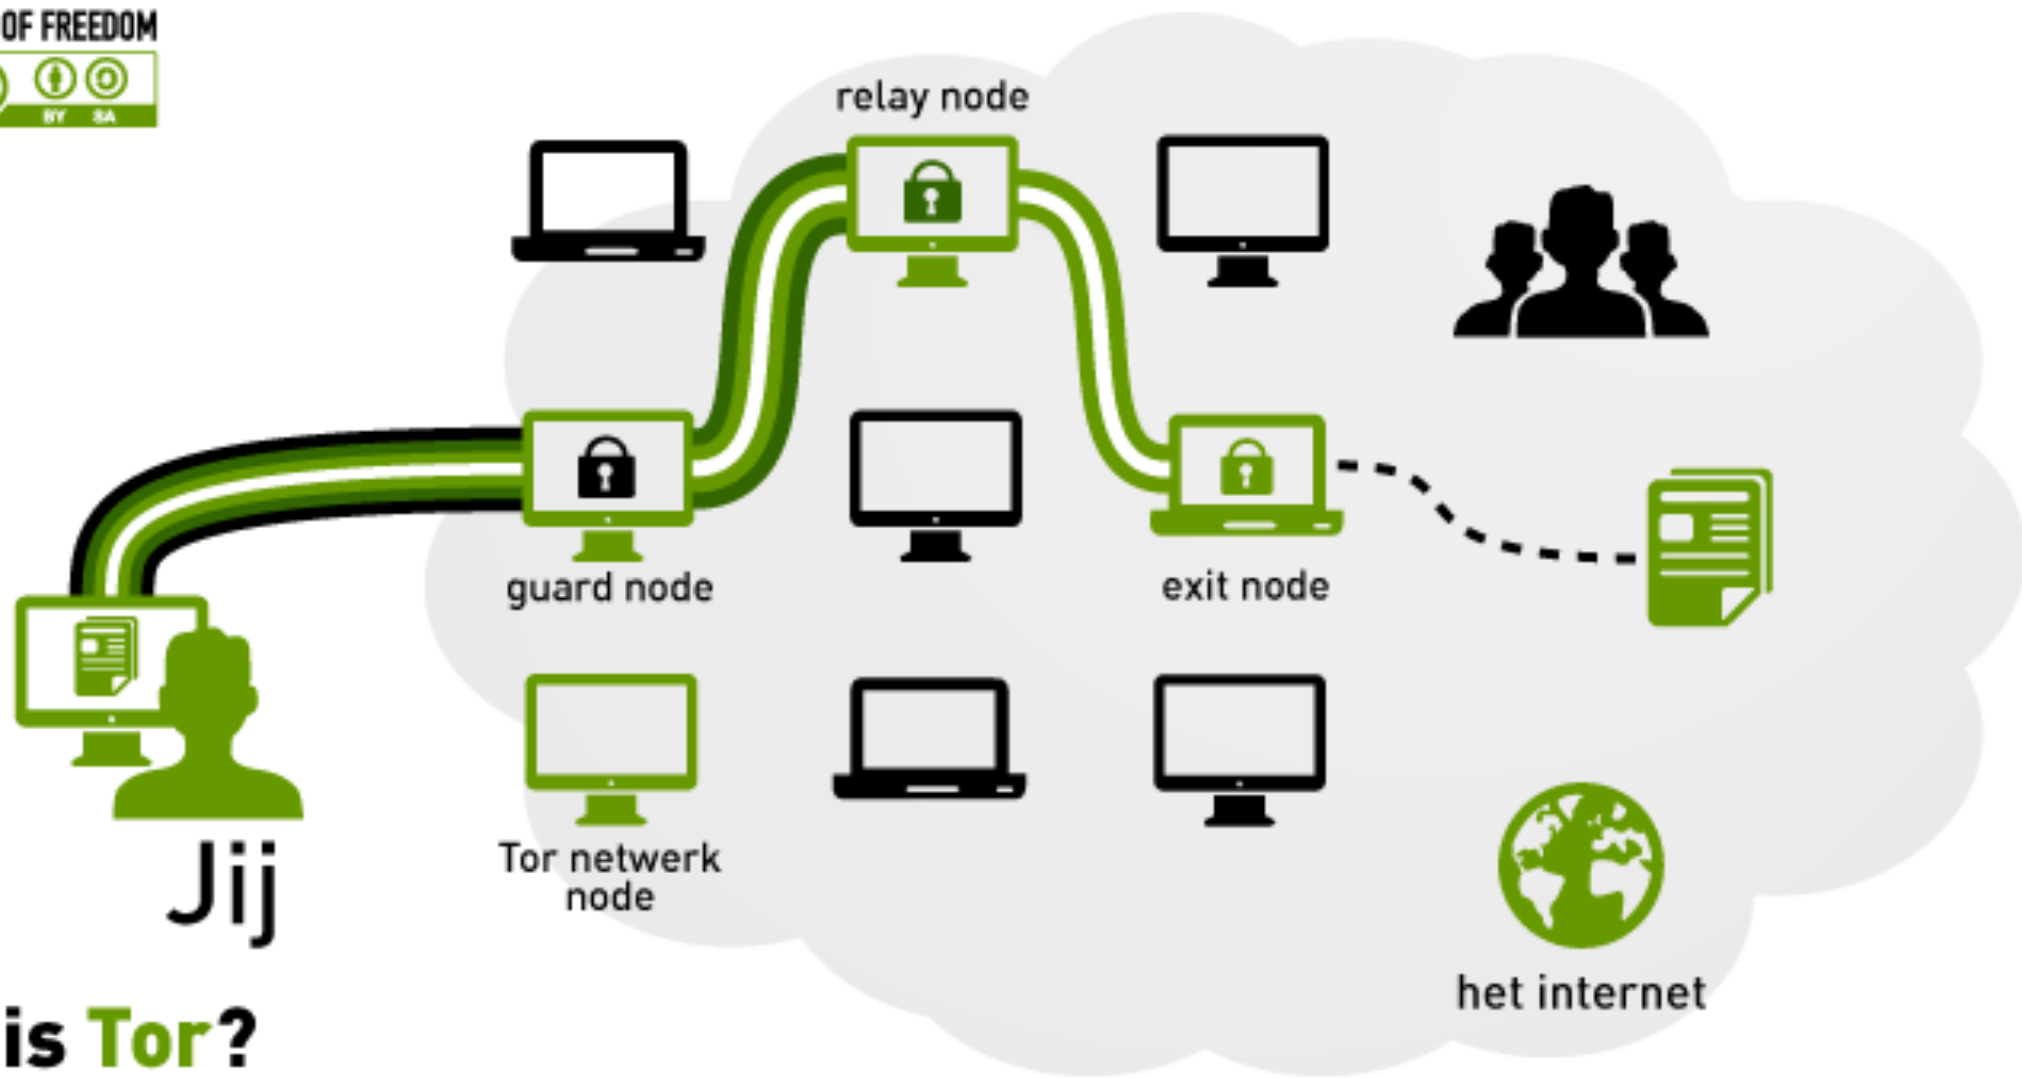 OF FREEDOM
BY SA
relay node
guard node
exit node
Jij
Tor netwerk
node
het internet
is Tor?